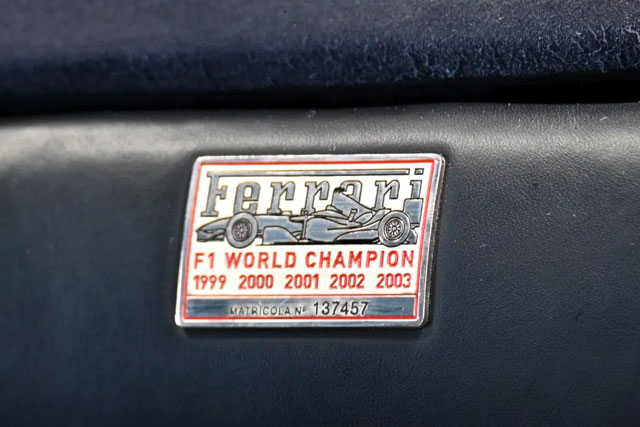 Ferrari
F1 WORLD CHAMPION
1999 2000 2001 2002 2003
MATRICOLA Nº 137457